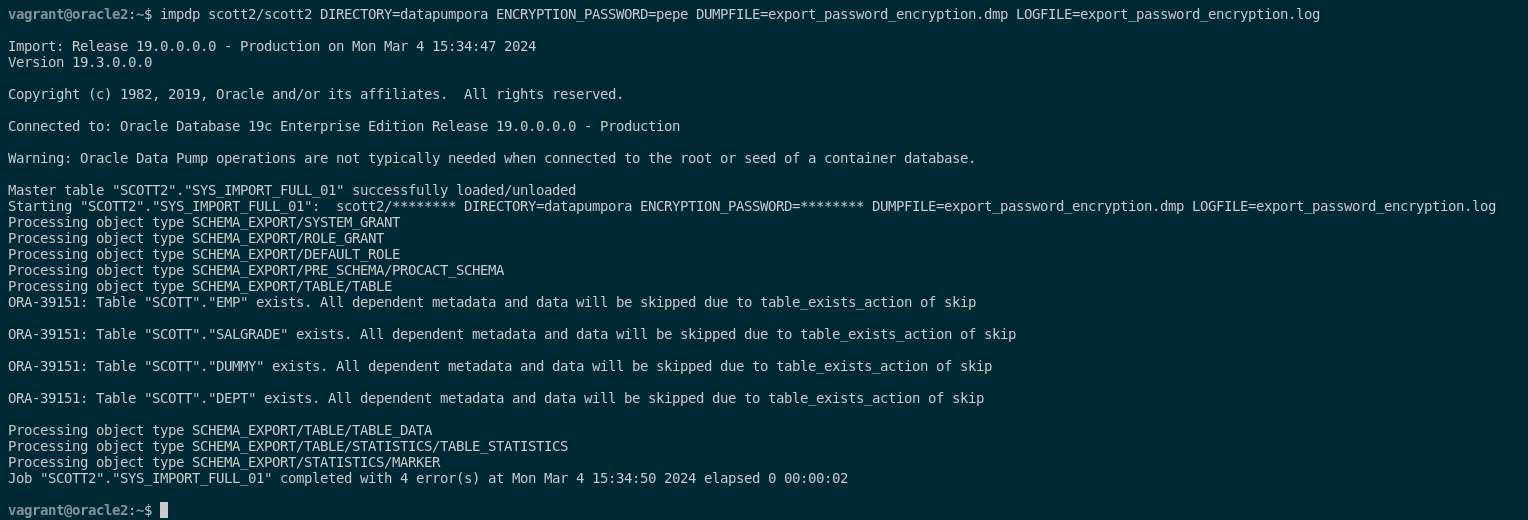 vagrant@oracle2:~$ impdp scott2/scott2 DIRECTORY=datapumpora ENCRYPTION_PASSWORD=pepe DUMPFILE=export_password_encryption.dmp LOGFILE=export_password_encryption.log
Import: Release 19.0.0.0.0 - Production on Mon Mar 4 15:34:47 2024
Version 19.3.0.0.0
Copyright (c) 1982, 2019, Oracle and/or its affiliates.  All rights reserved.
Connected to: Oracle Database 19c Enterprise Edition Release 19.0.0.0.0 - Production
Warning: Oracle Data Pump operations are not typically needed when connected to the root or seed of a container database.
Master table "SCOTT2"."SYS_IMPORT_FULL_01" successfully loaded/unloaded
Starting "SCOTT2"."SYS_IMPORT_FULL_01":  scott2/******** DIRECTORY=datapumpora ENCRYPTION_PASSWORD=******** DUMPFILE=export_password_encryption.dmp LOGFILE=export_password_encryption.log
Processing object type SCHEMA_EXPORT/SYSTEM_GRANT
Processing object type SCHEMA_EXPORT/ROLE_GRANT
Processing object type SCHEMA_EXPORT/DEFAULT_ROLE
Processing object type SCHEMA_EXPORT/PRE_SCHEMA/PROCACT_SCHEMA
Processing object type SCHEMA_EXPORT/TABLE/TABLE
ORA-39151: Table "SCOTT"."EMP" exists. All dependent metadata and data will be skipped due to table_exists_action of skip
ORA-39151: Table "SCOTT"."SALGRADE" exists. All dependent metadata and data will be skipped due to table_exists_action of skip
ORA-39151: Table "SCOTT"."DUMMY" exists. All dependent metadata and data will be skipped due to table_exists_action of skip
ORA-39151: Table "SCOTT"."DEPT" exists. All dependent metadata and data will be skipped due to table_exists_action of skip
Processing object type SCHEMA_EXPORT/TABLE/TABLE_DATA
Processing object type SCHEMA_EXPORT/TABLE/STATISTICS/TABLE_STATISTICS
Processing object type SCHEMA_EXPORT/STATISTICS/MARKER
Job "SCOTT2"."SYS_IMPORT_FULL_01" completed with 4 error(s) at Mon Mar 4 15:34:50 2024 elapsed 0 00:00:02
vagrant@oracle2:~$